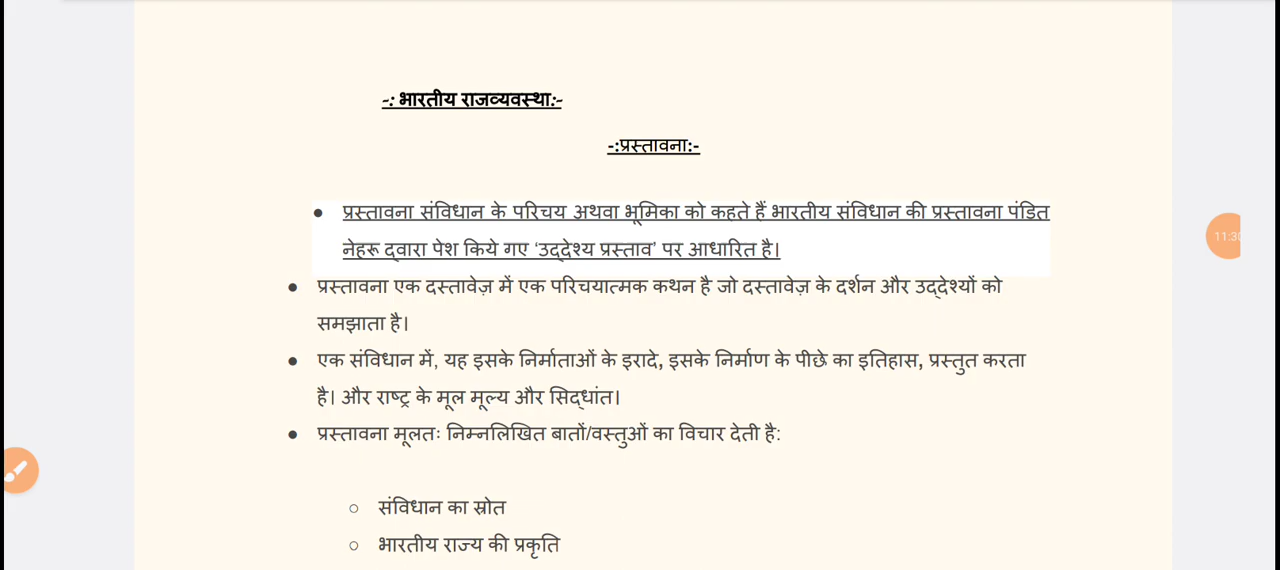 -: भारतीय राजव्यवस्था:-
-:प्रस्तावना:-
● प्रस्तावना संविधान के परिचय अथवा भूमिका को कहते हैं भारतीय संविधान की प्रस्तावना पंडित
नेहरू द्वारा पेश किये गए ‘उद्देश्य प्रस्ताव’ पर आधारित है।
● प्रस्तावना एक दस्तावेज़ में एक परिचयात्मक कथन है जो दस्तावेज़ के दर्शन और उद्देश्यों को
समझाता है।
● एक संविधान में, यह इसके निर्माताओं के इरादे, इसके निर्माण के पीछे का इतिहास, प्रस्तुत करता
है। और राष्ट्र के मूल मूल्य और सिद्धांत।
● प्रस्तावना मूलतः निम्नलिखित बातों/वस्तुओं का विचार देती है:
○ संविधान का स्रोत
○ भारतीय राज्य की प्रकृति